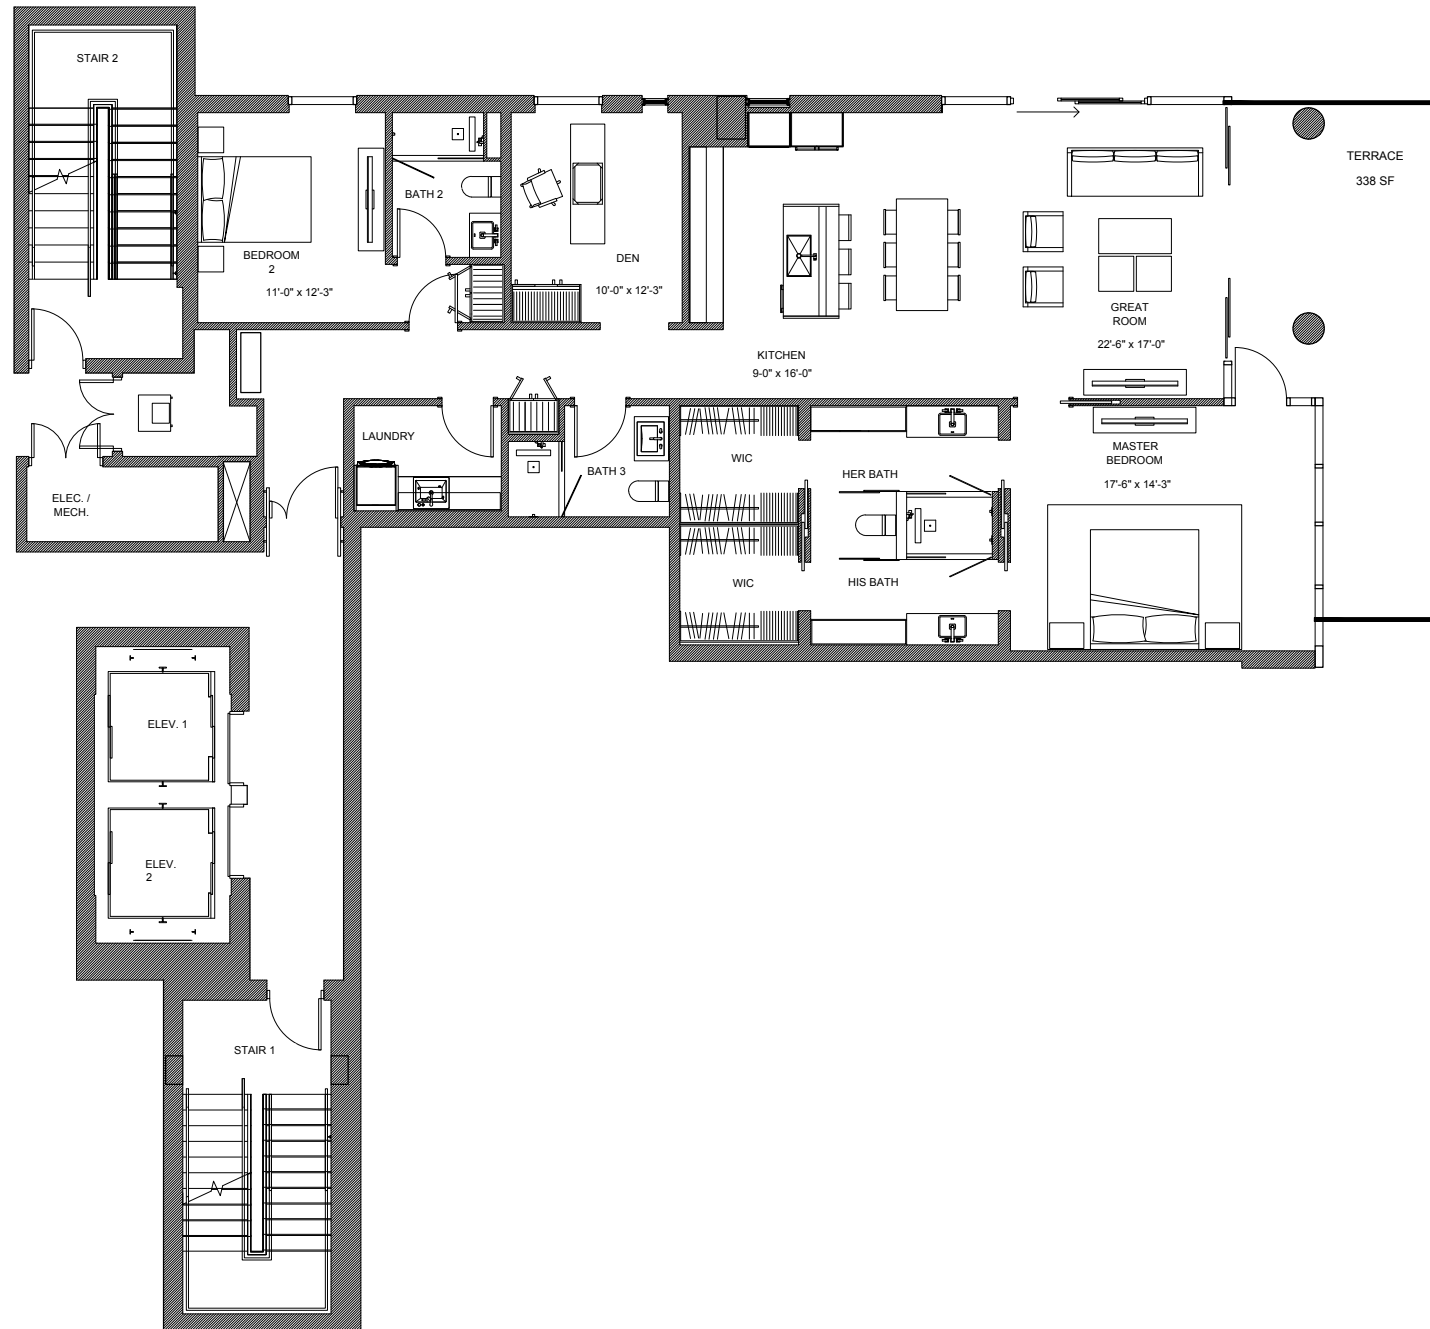 STAIR 2
TERRACE
338 SF
BATH 2
BEDROOM
2
11'-0" x 12'-3"
DEN
10'-0" x 12'-3"
GREAT
ROOM
22'-6" x 17'-0"
KITCHEN
9-0" x 16'-0"
LAUNDRY
BATH 3
WIC
HER BATH
MASTER
BEDROOM
17'-6" x 14'-3"
ELEC. /
MECH.
WIC
HIS BATH
ELEV. 1
ELEV.
2
STAIR 1